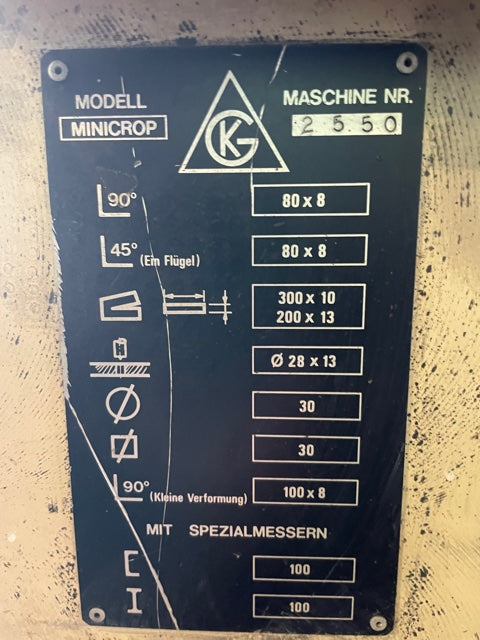 MODELL
MINICROP
KG
MASCHINE NR.
2550
90° 80 x 8
45° (Ein Flügel) 80 x 8
300 x 10
200 x 13
Ø 28 x 13
30
30
90° (Kleine Verformung) 100 x 8
MIT SPEZIALMESSERN
100
100